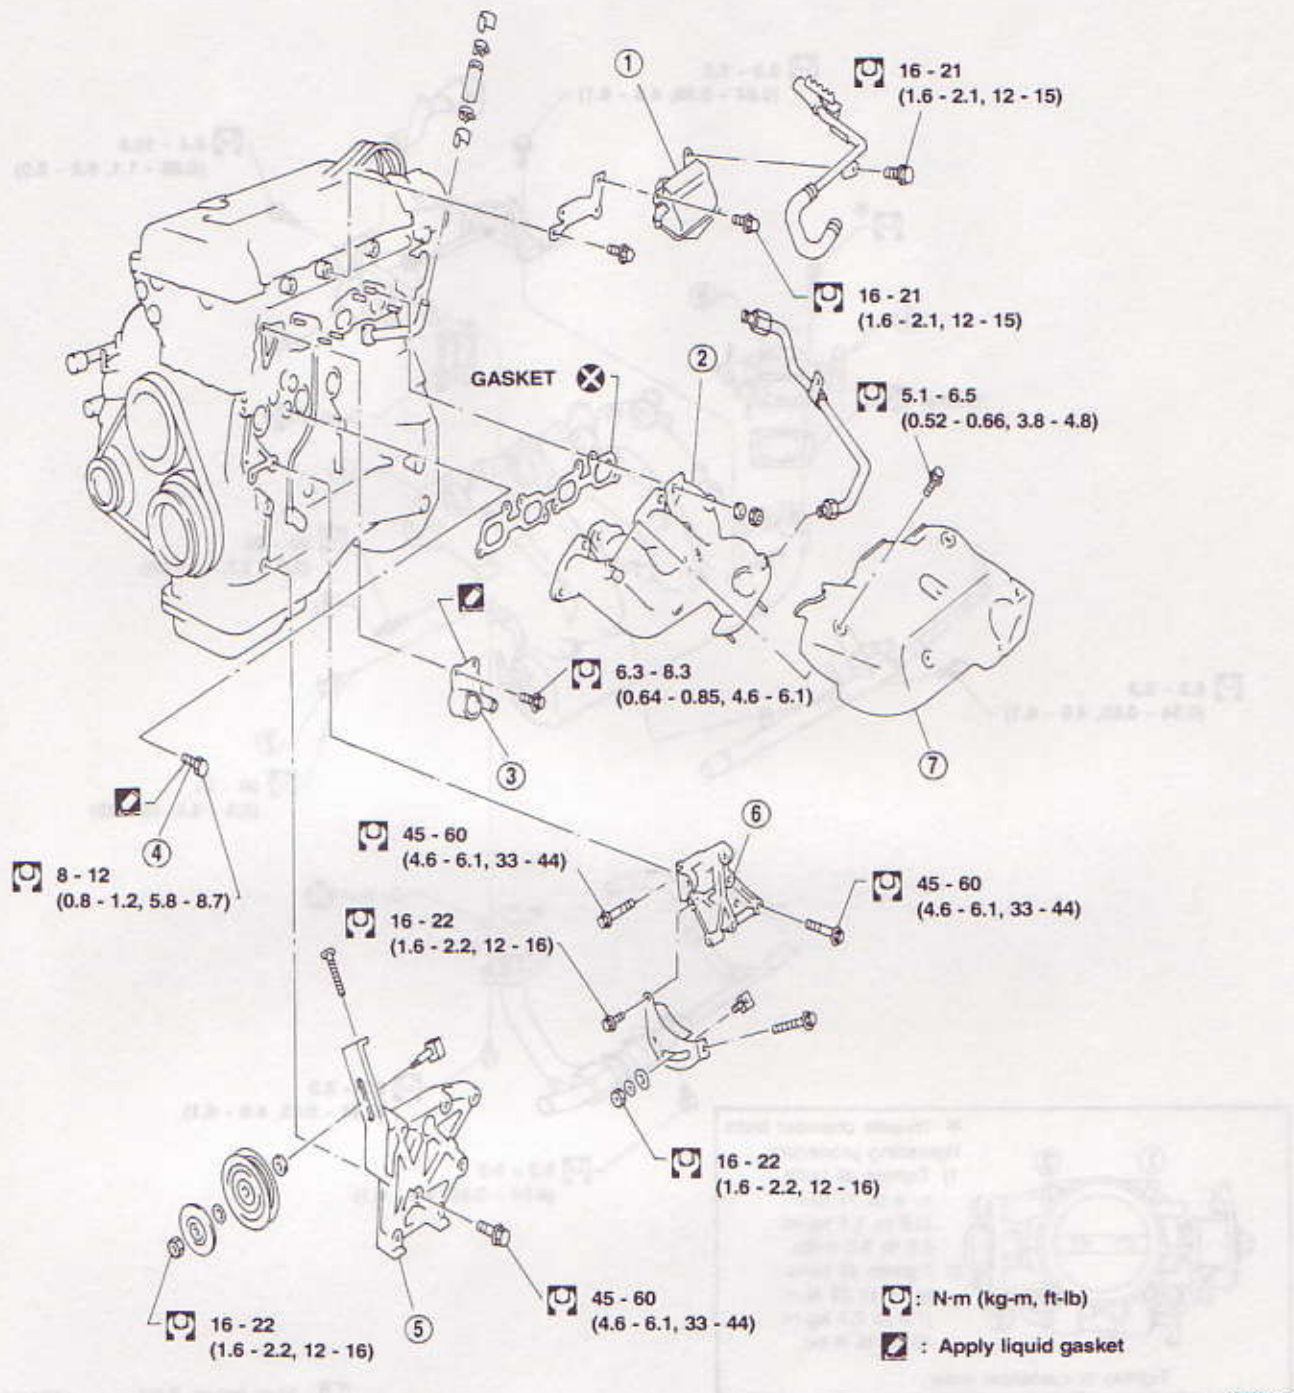 1
16 - 21
(1.6 - 2.1, 12 - 15)
16 - 21
(1.6 - 2.1, 12 - 15)
GASKET
2
5.1 - 6.5
(0.52 - 0.66, 3.8 - 4.8)
6.3 - 8.3
(0.64 - 0.85, 4.6 - 6.1)
7
3
4
8 - 12
(0.8 - 1.2, 5.8 - 8.7)
45 - 60
(4.6 - 6.1, 33 - 44)
6
45 - 60
(4.6 - 6.1, 33 - 44)
16 - 22
(1.6 - 2.2, 12 - 16)
16 - 22
(1.6 - 2.2, 12 - 16)
5
16 - 22
(1.6 - 2.2, 12 - 16)
45 - 60
(4.6 - 6.1, 33 - 44)
: N·m (kg-m, ft-lb)
: Apply liquid gasket